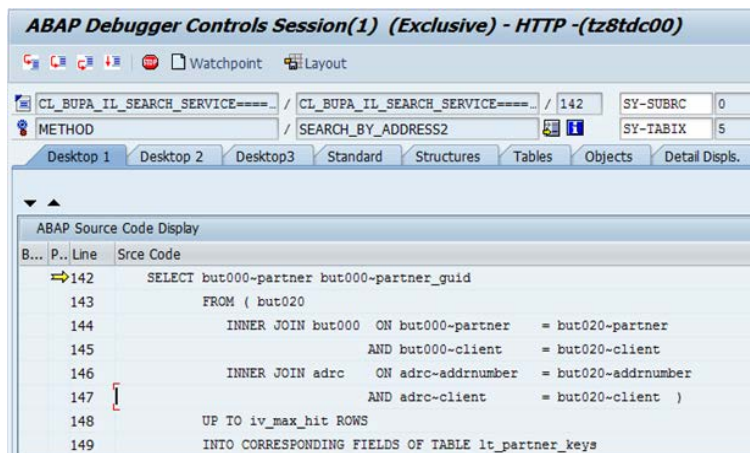 ABAP Debugger Controls Session(1) (Exclusive) - HTTP -(tz8tdc00)
Watchpoint Layout
CL_BUPA_IL_SEARCH_SERVICE====... / CL_BUPA_IL_SEARCH_SERVICE====... / 142 SY-SUBRC 0
METHOD / SEARCH_BY_ADDRESS2 SY-TABIX 5
Desktop 1 Desktop 2 Desktop3 Standard Structures Tables Objects Detail Displs.
ABAP Source Code Display
B... P.. Line Srce Code
142 SELECT but000~partner but000~partner_guid
143 FROM ( but020
144 INNER JOIN but000 ON but000~partner = but020~partner
145 AND but000~client = but020~client
146 INNER JOIN adrc ON adrc~addrnumber = but020~addrnumber
147 AND adrc~client = but020~client )
148 UP TO iv_max_hit ROWS
149 INTO CORRESPONDING FIELDS OF TABLE lt_partner_keys